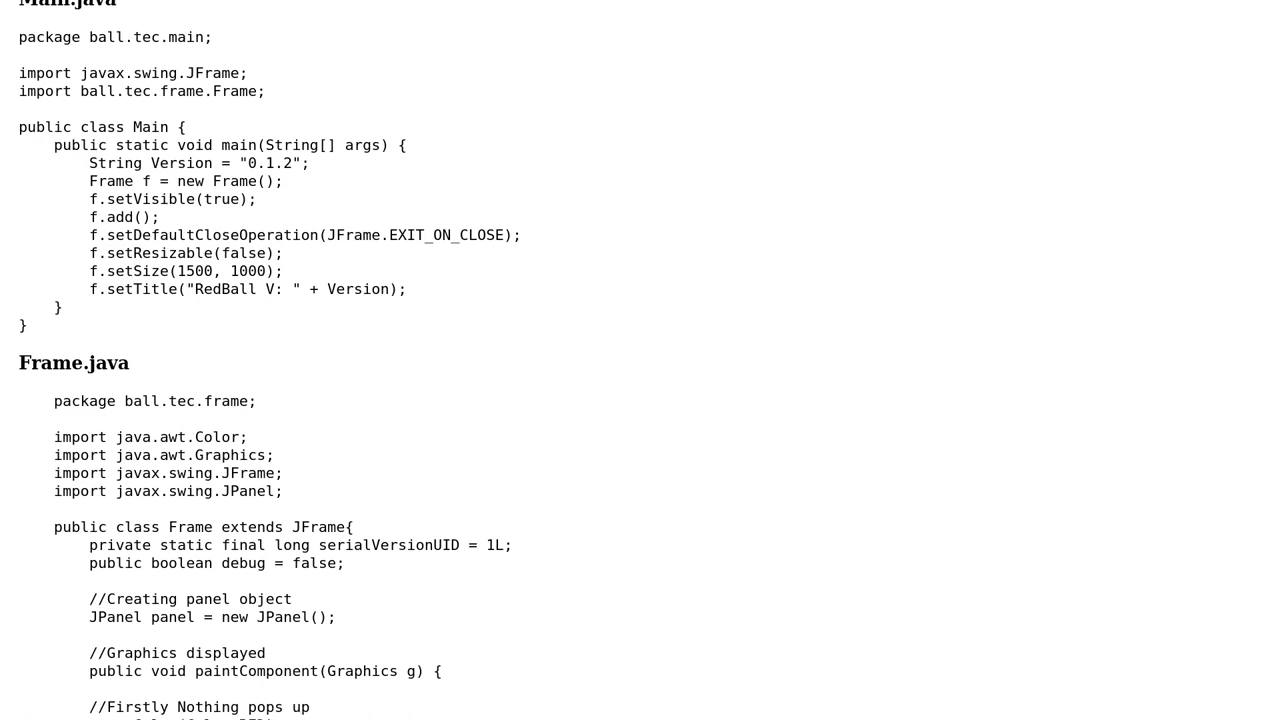 Main.java
package ball.tec.main;
import javax.swing.JFrame;
import ball.tec.frame.Frame;
public class Main {
    public static void main(String[] args) {
        String Version = "0.1.2";
        Frame f = new Frame();
        f.setVisible(true);
        f.add();
        f.setDefaultCloseOperation(JFrame.EXIT_ON_CLOSE);
        f.setResizable(false);
        f.setSize(1500, 1000);
        f.setTitle("RedBall V: " + Version);
    }
}
Frame.java
    package ball.tec.frame;
    import java.awt.Color;
    import java.awt.Graphics;
    import javax.swing.JFrame;
    import javax.swing.JPanel;
    public class Frame extends JFrame{
        private static final long serialVersionUID = 1L;
        public boolean debug = false;
        //Creating panel object
        JPanel panel = new JPanel();
        //Graphics displayed
        public void paintComponent(Graphics g) {
        //Firstly Nothing pops up